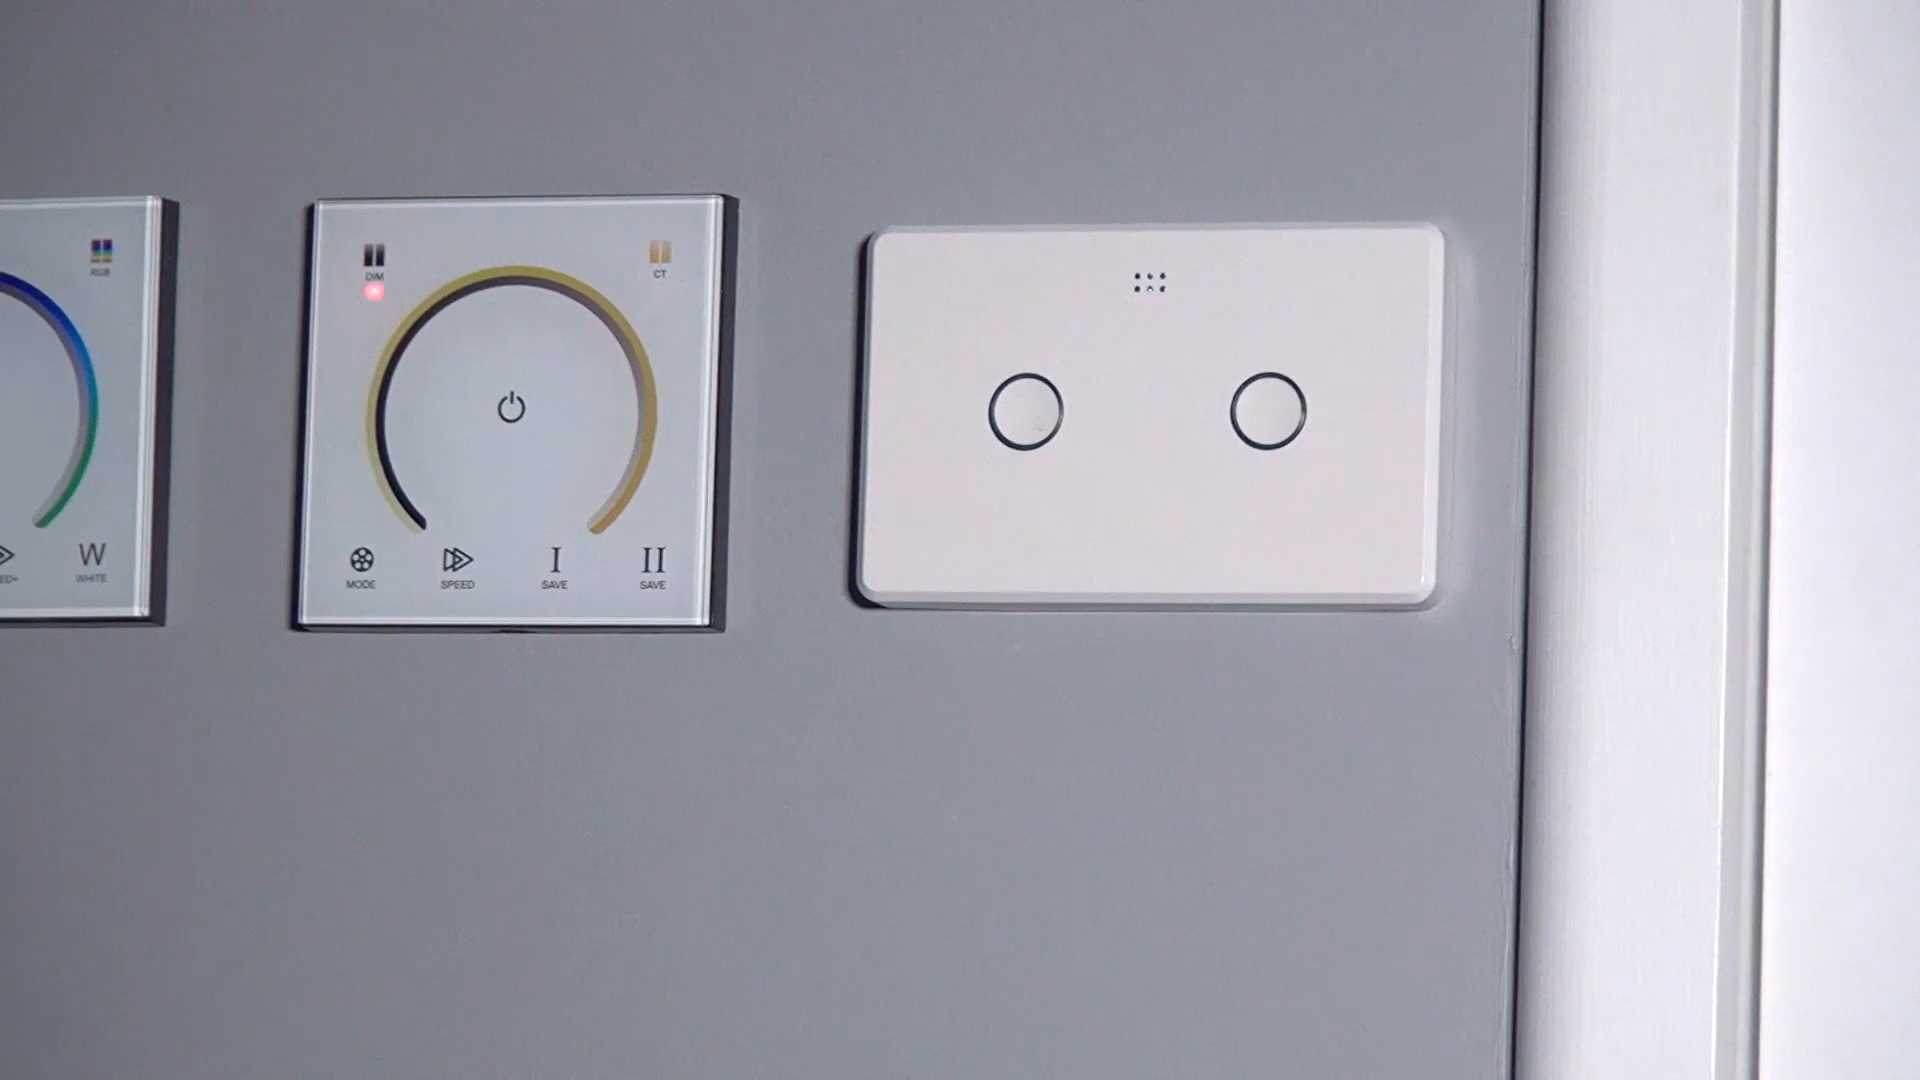 RGB
W
WHITE
DIM
CT
MODE
SPEED
I
SAVE
II
SAVE